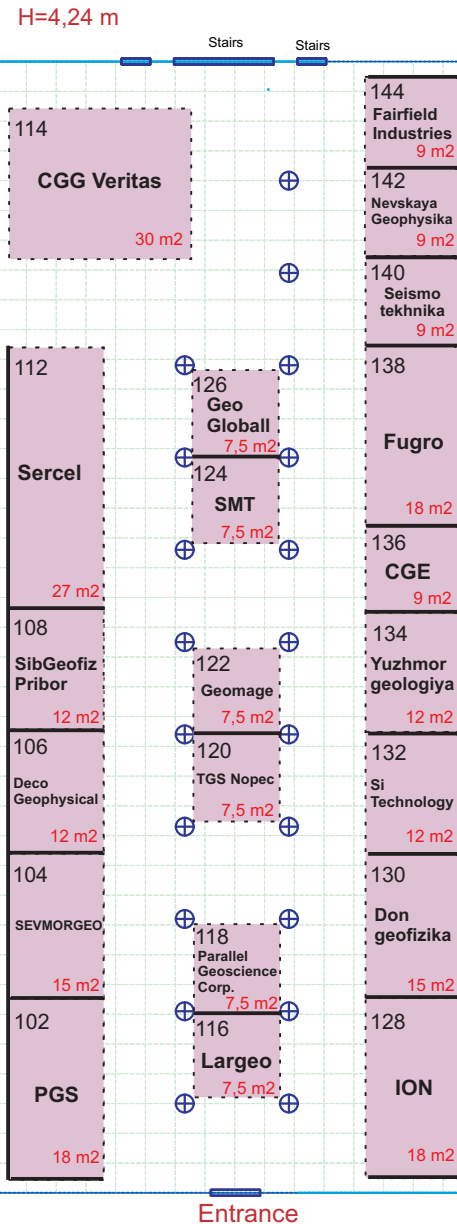 H=4,24 m
Stairs
Stairs
114
CGG Veritas
30 m2
112
Sercel
27 m2
108
SibGeofiz
Pribor
12 m2
106
Deco
Geophysical
12 m2
104
SEVMORGEO
15 m2
102
PGS
18 m2
126
Geo
Globall
7,5 m2
124
SMT
7,5 m2
122
Geomage
7,5 m2
120
TGS Nopec
7,5 m2
118
Parallel
Geoscience
Corp.
7,5 m2
116
Largeo
7,5 m2
144
Fairfield
Industries
9 m2
142
Nevskaya
Geophysika
9 m2
140
Seismo
tekhnika
9 m2
138
Fugro
18 m2
136
CGE
9 m2
134
Yuzhmor
geologiya
12 m2
132
Si
Technology
12 m2
130
Don
geofizika
15 m2
128
ION
18 m2
Entrance